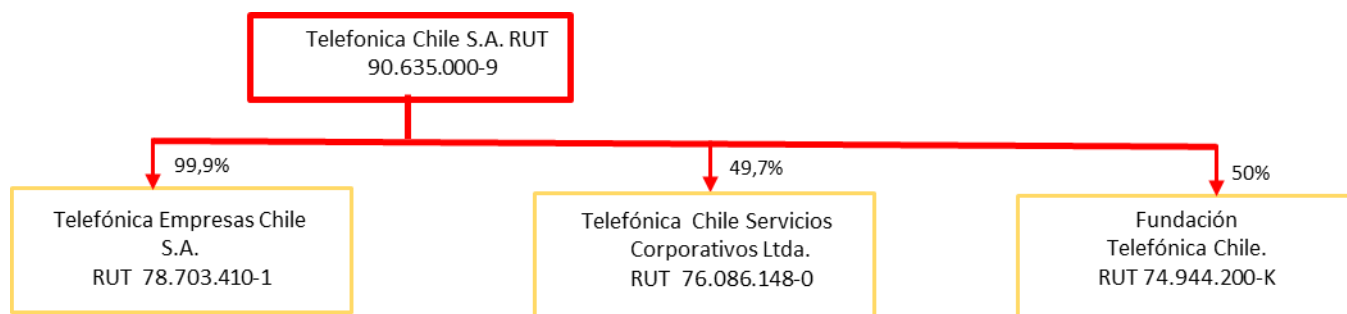 Telefonica Chile S.A. RUT
90.635.000-9
99,9%
49,7%
50%
Telefónica Empresas Chile
S.A.
RUT 78.703.410-1
Telefónica Chile Servicios
Corporativos Ltda.
RUT 76.086.148-0
Fundación
Telefónica Chile.
RUT 74.944.200-K